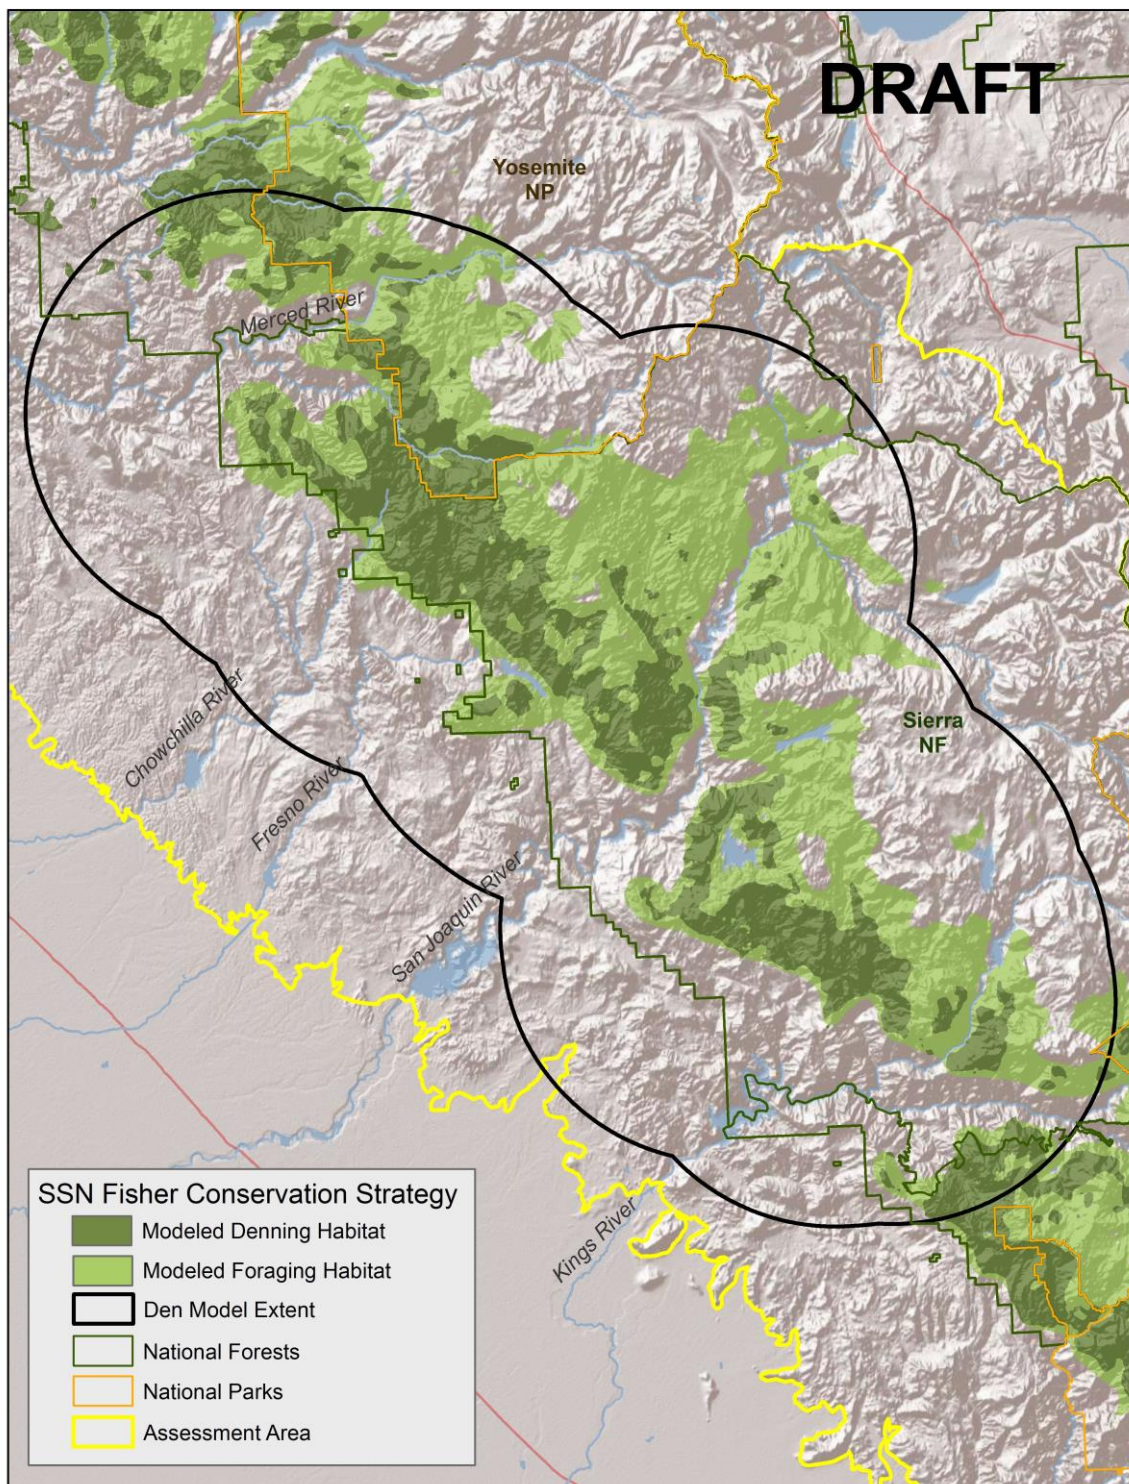 DRAFT
Yosemite
NP
Merced River
Sierra
NF
Chowchilla River
Fresno River
San Joaquin River
Kings River
SSN Fisher Conservation Strategy
Modeled Denning Habitat
Modeled Foraging Habitat
Den Model Extent
National Forests
National Parks
Assessment Area